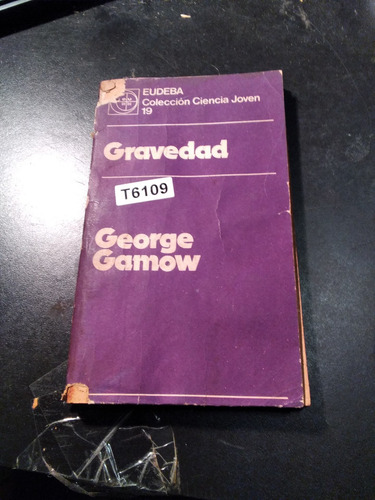 EUDEBA
Colección Ciencia Joven
19
Gravedad
T6109
George
Gamow